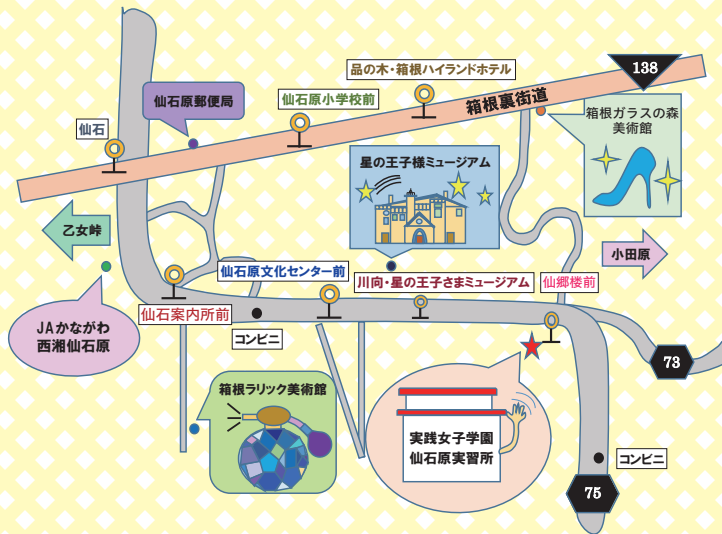 138
品の木・箱根ハイランドホテル
箱根裏街道
仙石原郵便局
仙石原小学校前
箱根ガラスの森
美術館
仙石
星の王子様ミュージアム
乙女峠
小田原
仙石原文化センター前
川向・星の王子さまミュージアム
仙郷楼前
仙石案内所前
JAかながわ
西湘仙石原
コンビニ
73
箱根ラリック美術館
実践女子学園
仙石原実習所
コンビニ
75